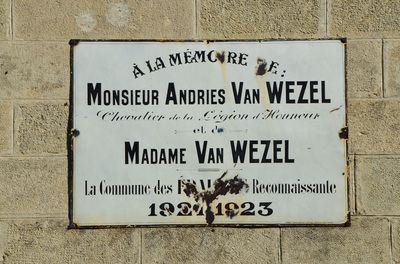 À LA MÉMOIRE DE:
MONSIEUR ANDRIES VAN WEZEL
Chevalier de la Légion d'Honneur
et de
MADAME VAN WEZEL
La Commune des Reconnaissante
1923